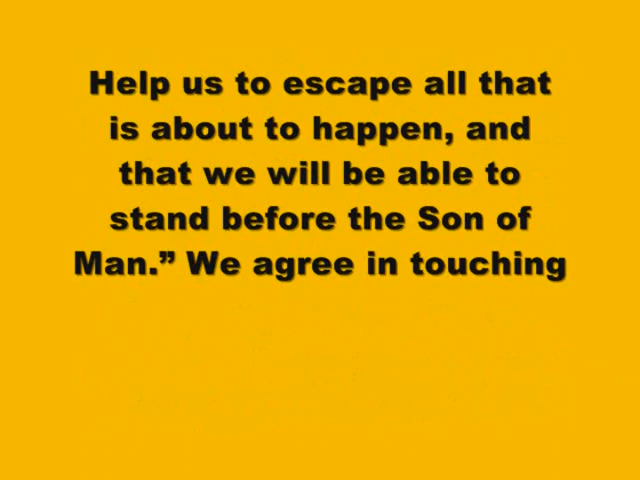 Help us to escape all that
is about to happen, and
that we will be able to
stand before the Son of
Man.” We agree in touching